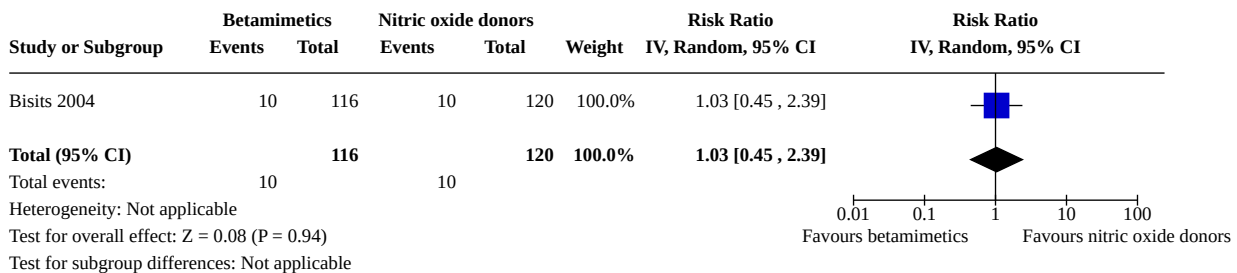 Betamimetics Nitric oxide donors Risk Ratio Risk Ratio
Study or Subgroup Events Total Events Total Weight IV, Random, 95% CI IV, Random, 95% CI
Bisits 2004 10 116 10 120 100.0% 1.03 [0.45 , 2.39]
Total (95% CI) 116 120 100.0% 1.03 [0.45 , 2.39]
Total events: 10 10
Heterogeneity: Not applicable 0.01 0.1 1 10 100
Test for overall effect: Z = 0.08 (P = 0.94) Favours betamimetics Favours nitric oxide donors
Test for subgroup differences: Not applicable